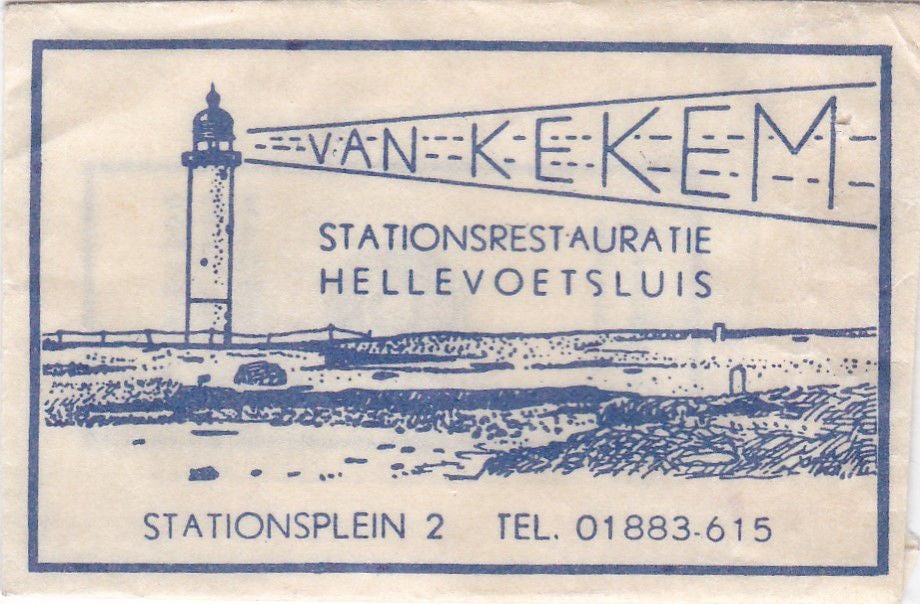 VAN KEKEM
STATIONSRESTAURATIE
HELLEVOETSLUIS
STATIONSPLEIN 2 TEL. 01883-615